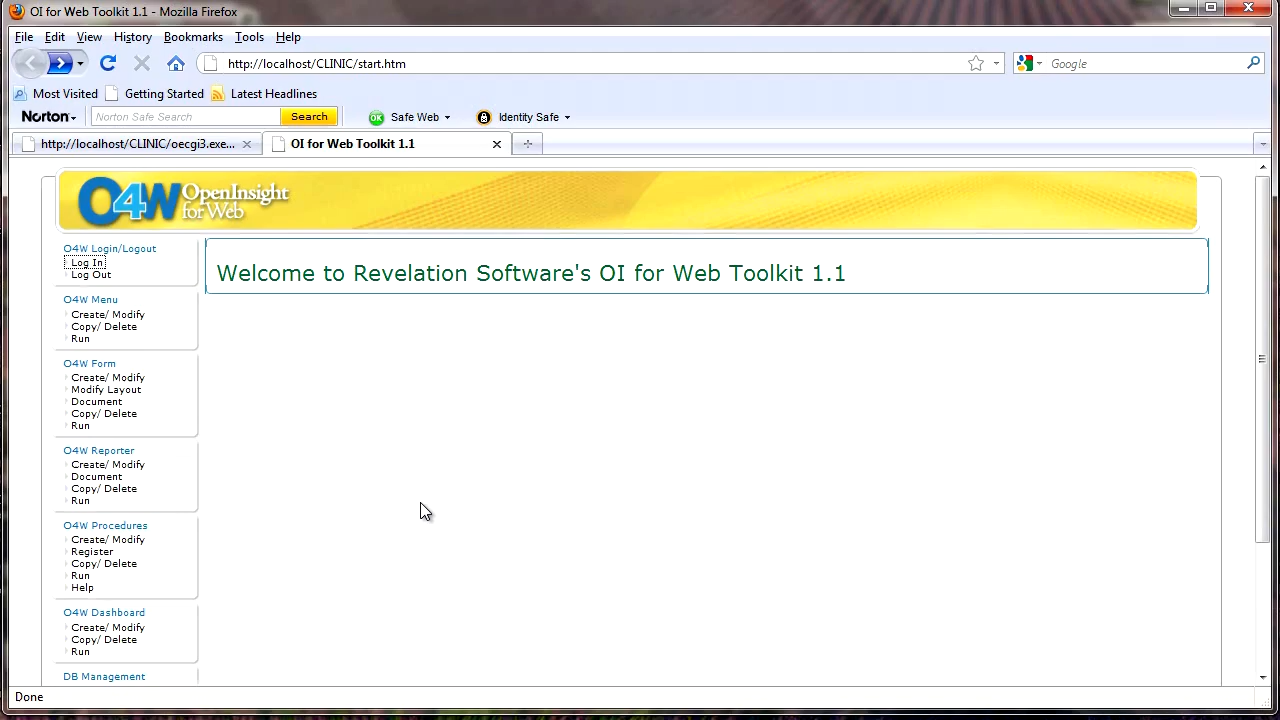 OI for Web Toolkit 1.1 - Mozilla Firefox
File Edit View History Bookmarks Tools Help
http://localhost/CLINIC/start.htm
Google
Most Visited Getting Started Latest Headlines
Norton Norton Safe Search Search OK Safe Web Identity Safe
http://localhost/CLINIC/oecgi3.exe... OI for Web Toolkit 1.1
O4W OpenInsight for Web
O4W Login/Logout
Log In
Log Out
Welcome to Revelation Software's OI for Web Toolkit 1.1
O4W Menu
Create/ Modify
Copy/ Delete
Run
O4W Form
Create/ Modify
Modify Layout
Document
Copy/ Delete
Run
O4W Reporter
Create/ Modify
Document
Copy/ Delete
Run
O4W Procedures
Create/ Modify
Register
Copy/ Delete
Run
Help
O4W Dashboard
Create/ Modify
Copy/ Delete
Run
DB Management
Done